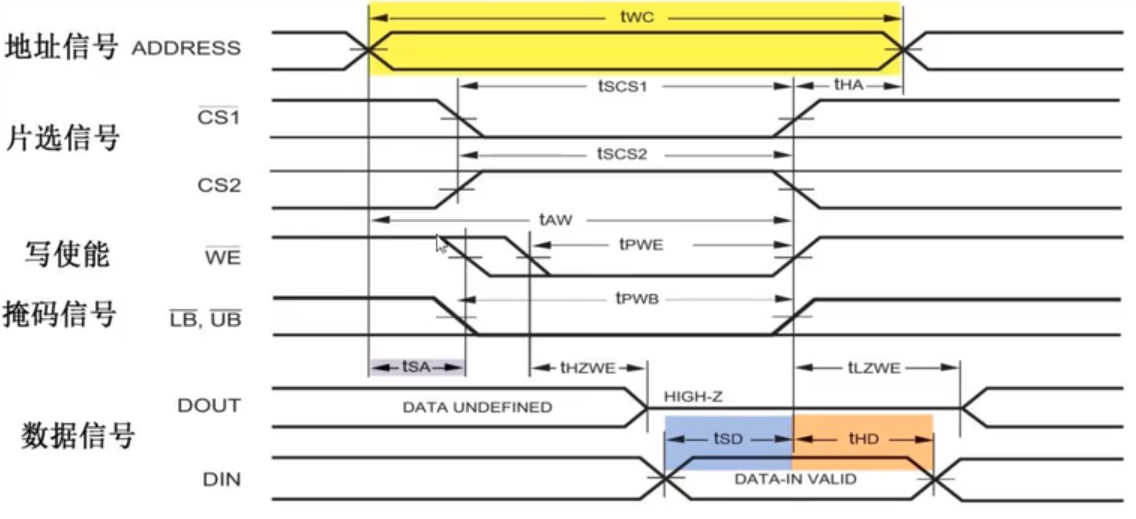 tWC
地址信号 ADDRESS
tSCS1 tHA
片选信号 CS1
tSCS2
CS2
tAW
写使能 WE tPWE
掩码信号 LB, UB tPWB
tSA tHZWE tLZWE
DOUT DATA UNDEFINED HIGH-Z
数据信号 tSD tHD
DIN DATA-IN VALID